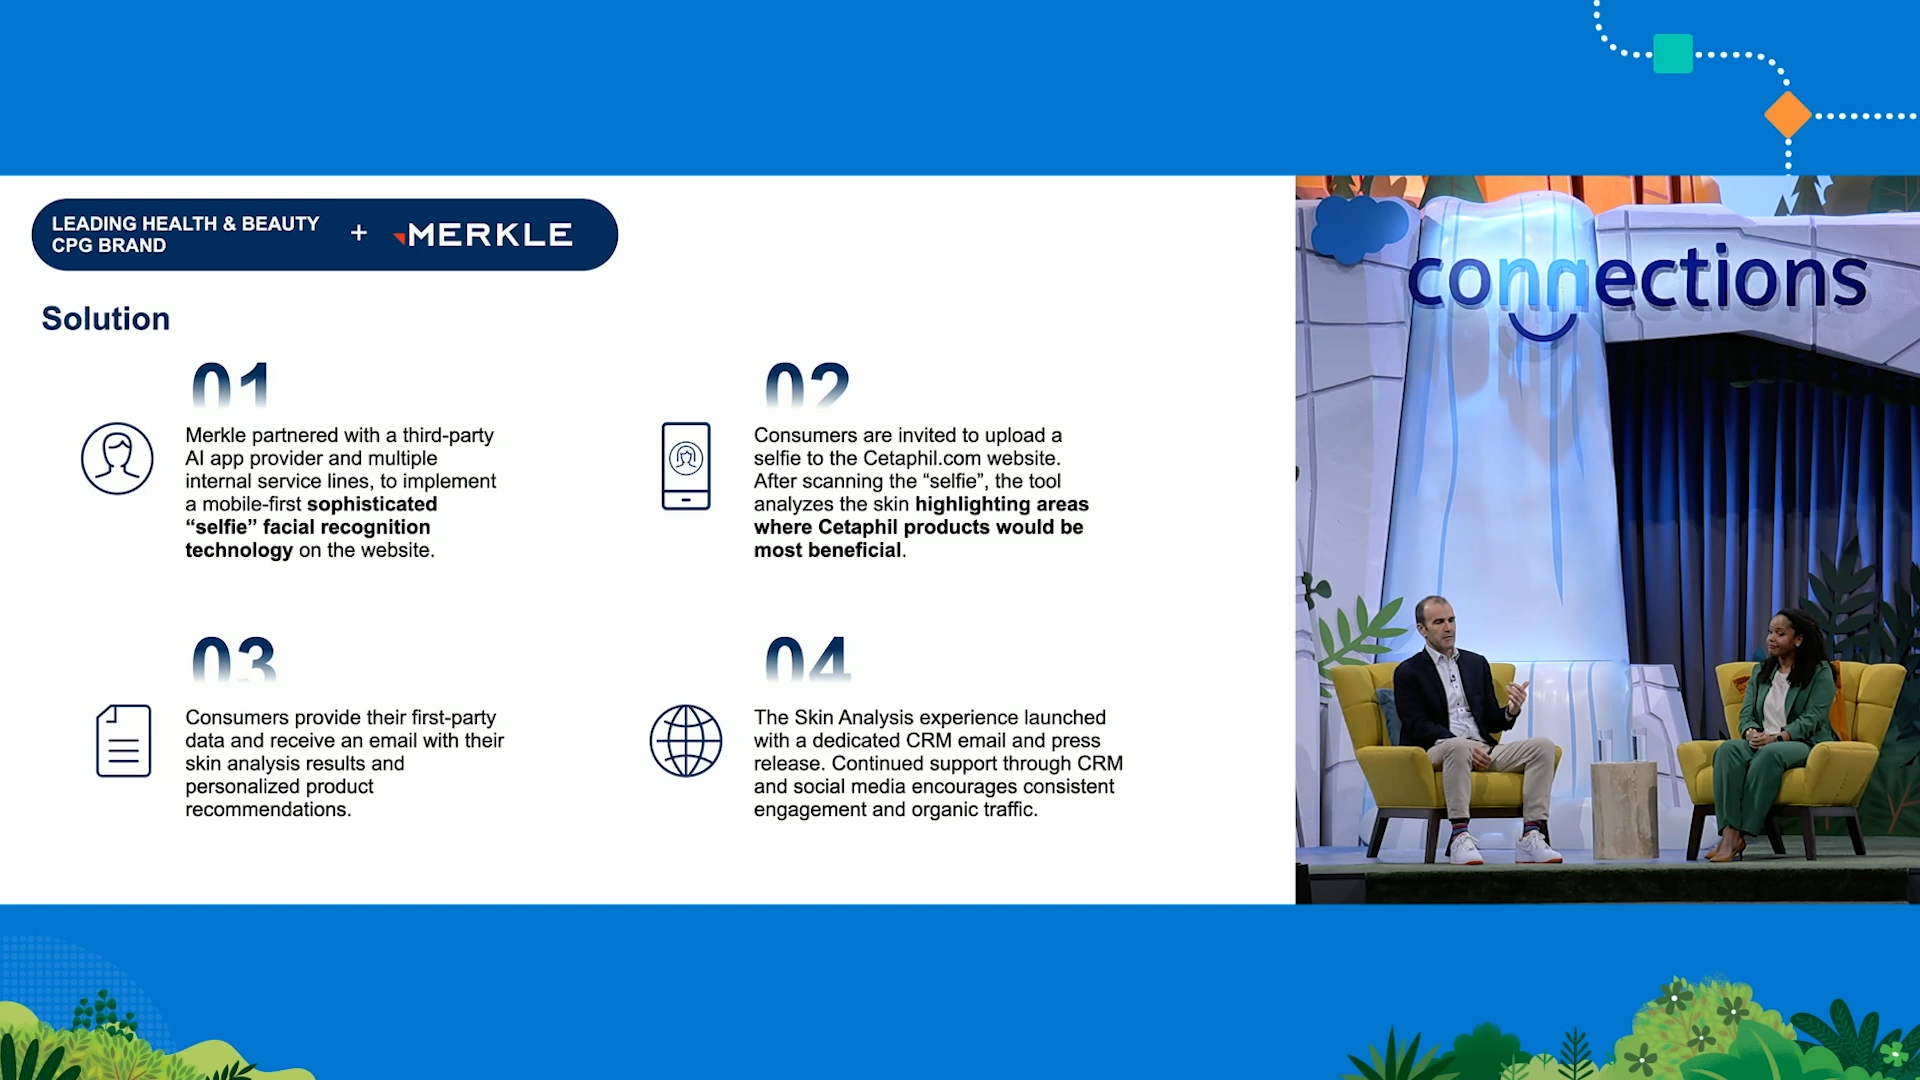 LEADING HEALTH & BEAUTY
CPG BRAND
+
MERKLE
Solution
01
Merkle partnered with a third-party
AI app provider and multiple
internal service lines, to implement
a mobile-first sophisticated
“selfie” facial recognition
technology on the website.
02
Consumers are invited to upload a
selfie to the Cetaphil.com website.
After scanning the “selfie”, the tool
analyzes the skin highlighting areas
where Cetaphil products would be
most beneficial.
03
Consumers provide their first-party
data and receive an email with their
skin analysis results and
personalized product
recommendations.
04
The Skin Analysis experience launched
with a dedicated CRM email and press
release. Continued support through CRM
and social media encourages consistent
engagement and organic traffic.
connections